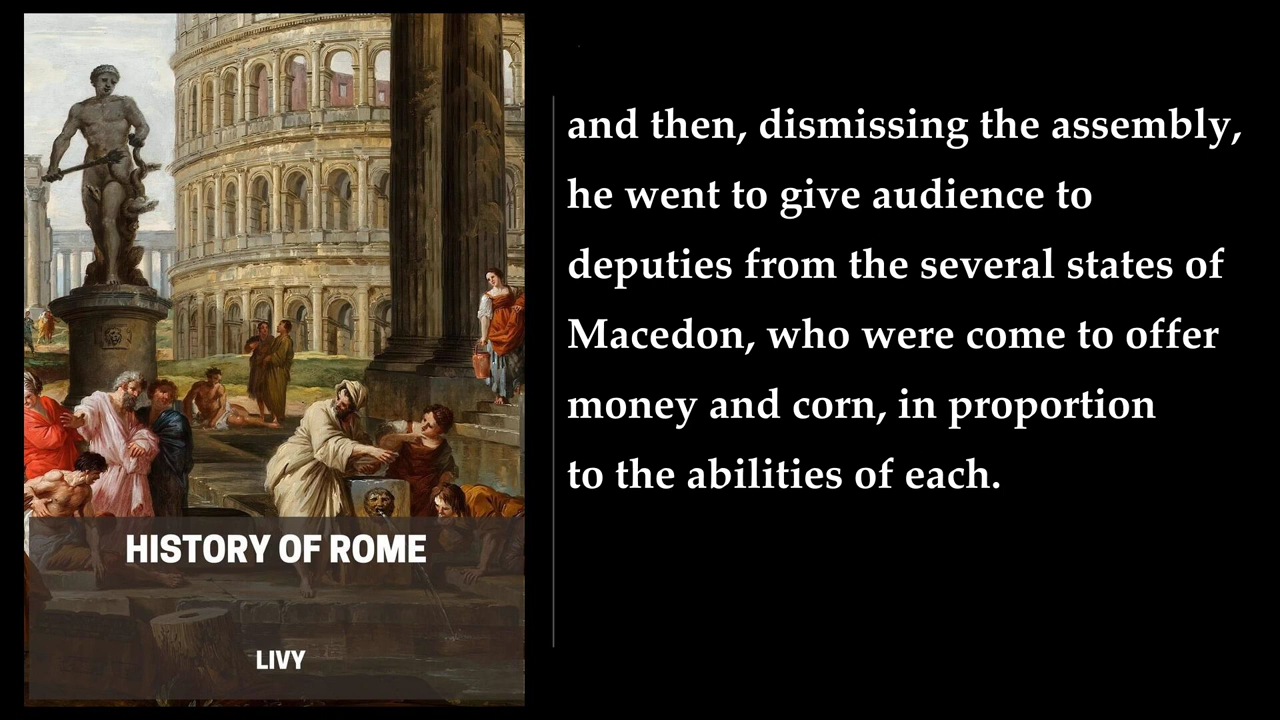 and then, dismissing the assembly,
he went to give audience to
deputies from the several states of
Macedon, who were come to offer
money and corn, in proportion
to the abilities of each.
HISTORY OF ROME
LIVY